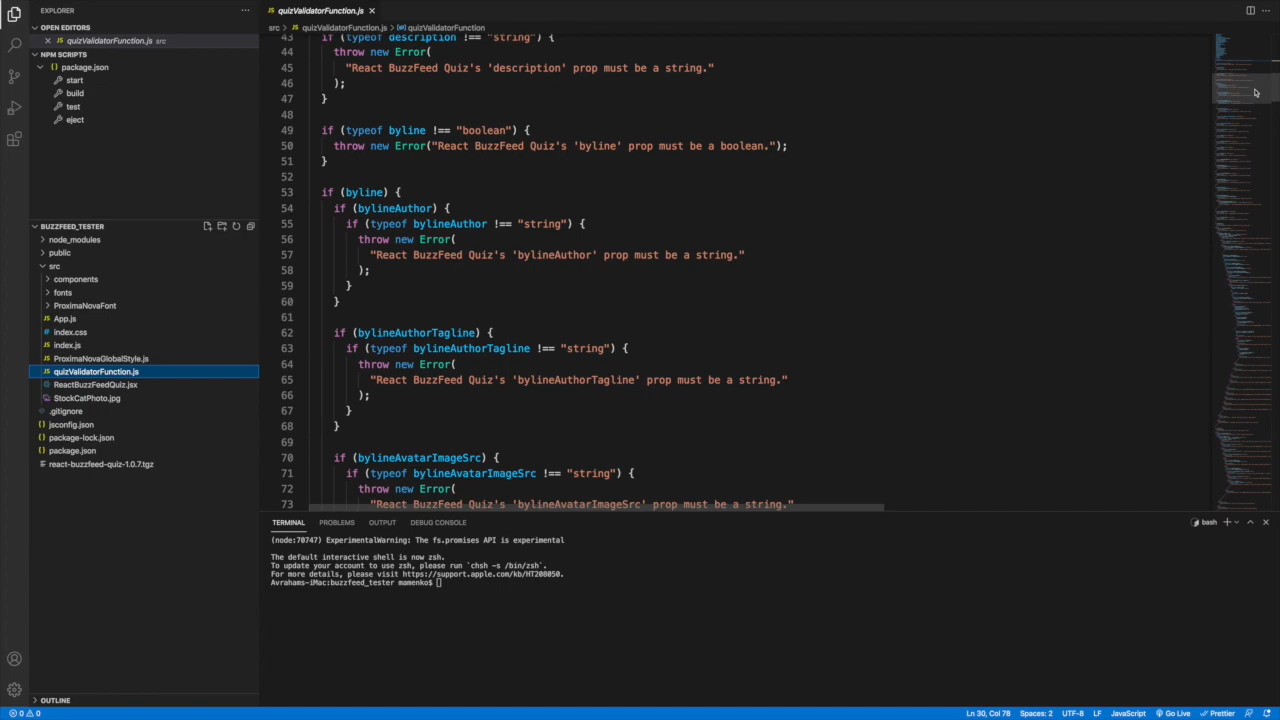 EXPLORER
OPEN EDITORS
quizValidatorFunction.js src
NPM SCRIPTS
package.json
start
build
test
eject
BUZZFEED_TESTER
node_modules
public
src
components
fonts
ProximaNovaFont
App.js
index.css
index.js
ProximaNovaGlobalStyle.js
quizValidatorFunction.js
ReactBuzzFeedQuiz.jsx
StockCatPhoto.jpg
.gitignore
jsconfig.json
package-lock.json
package.json
react-buzzfeed-quiz-1.0.7.tgz
OUTLINE
quizValidatorFunction.js
src > quizValidatorFunction.js > quizValidatorFunction
43 if (typeof description !== "string") {
44 throw new Error(
45 "React BuzzFeed Quiz's 'description' prop must be a string."
46 );
47 }
48
49 if (typeof byline !== "boolean") {
50 throw new Error("React BuzzFeed Quiz's 'byline' prop must be a boolean.");
51 }
52
53 if (byline) {
54 if (bylineAuthor) {
55 if (typeof bylineAuthor !== "string") {
56 throw new Error(
57 "React BuzzFeed Quiz's 'bylineAuthor' prop must be a string."
58 );
59 }
60 }
61
62 if (bylineAuthorTagline) {
63 if (typeof bylineAuthorTagline !== "string") {
64 throw new Error(
65 "React BuzzFeed Quiz's 'bylineAuthorTagline' prop must be a string."
66 );
67 }
68 }
69
70 if (bylineAvatarImageSrc) {
71 if (typeof bylineAvatarImageSrc !== "string") {
72 throw new Error(
73 "React BuzzFeed Quiz's 'bylineAvatarImageSrc' prop must be a string."
TERMINAL PROBLEMS OUTPUT DEBUG CONSOLE
bash
(node:70747) ExperimentalWarning: The fs.promises API is experimental
The default interactive shell is now zsh.
To update your account to use zsh, please run `chsh -s /bin/zsh`.
For more details, please visit https://support.apple.com/kb/HT208050.
Avrahams-iMac:buzzfeed_tester mamenko$
0 0
Ln 30, Col 78 Spaces: 2 UTF-8 LF JavaScript Go Live Prettier